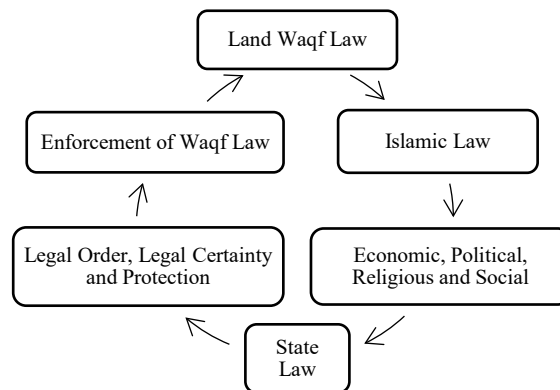 Land Waqf Law
Enforcement of Waqf Law
Islamic Law
Legal Order, Legal Certainty
and Protection
Economic, Political,
Religious and Social
State
Law